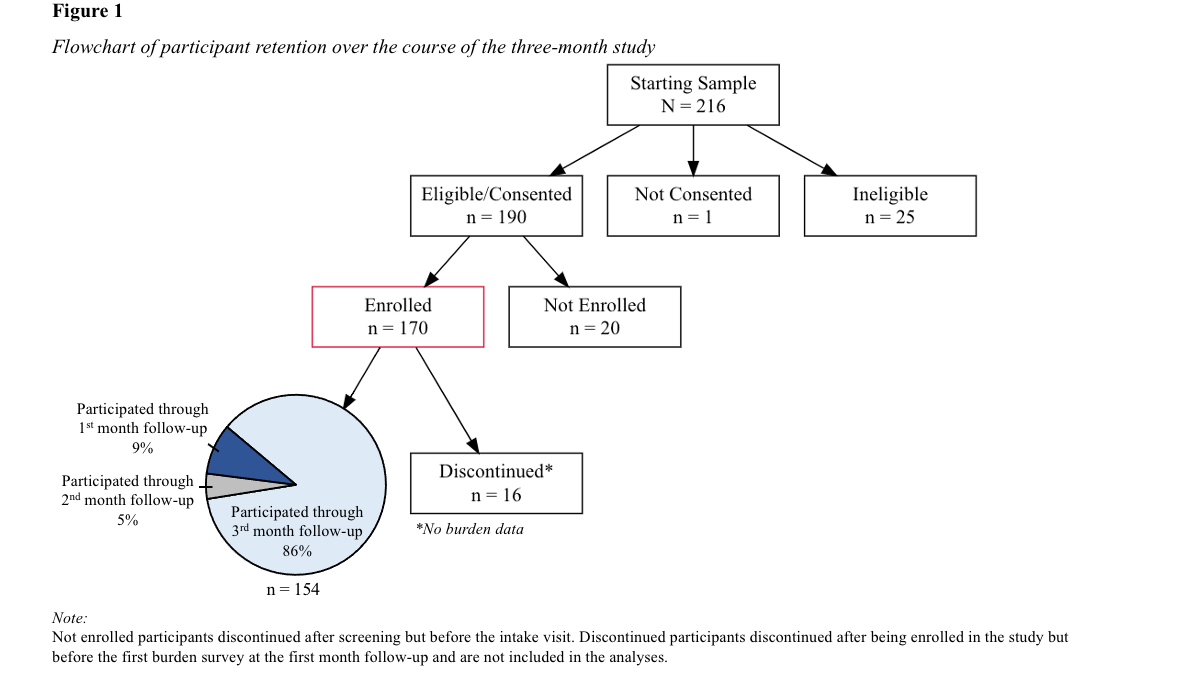 Figure 1
Flowchart of participant retention over the course of the three-month study
Starting Sample
N = 216
Eligible/Consented
n = 190
Not Consented
n = 1
Ineligible
n = 25
Enrolled
n = 170
Not Enrolled
n = 20
Participated through
1st month follow-up
9%
Participated through
2nd month follow-up
5%
Participated through
3rd month follow-up
86%
n = 154
Discontinued*
n = 16
*No burden data
Note:
Not enrolled participants discontinued after screening but before the intake visit. Discontinued participants discontinued after being enrolled in the study but
before the first burden survey at the first month follow-up and are not included in the analyses.